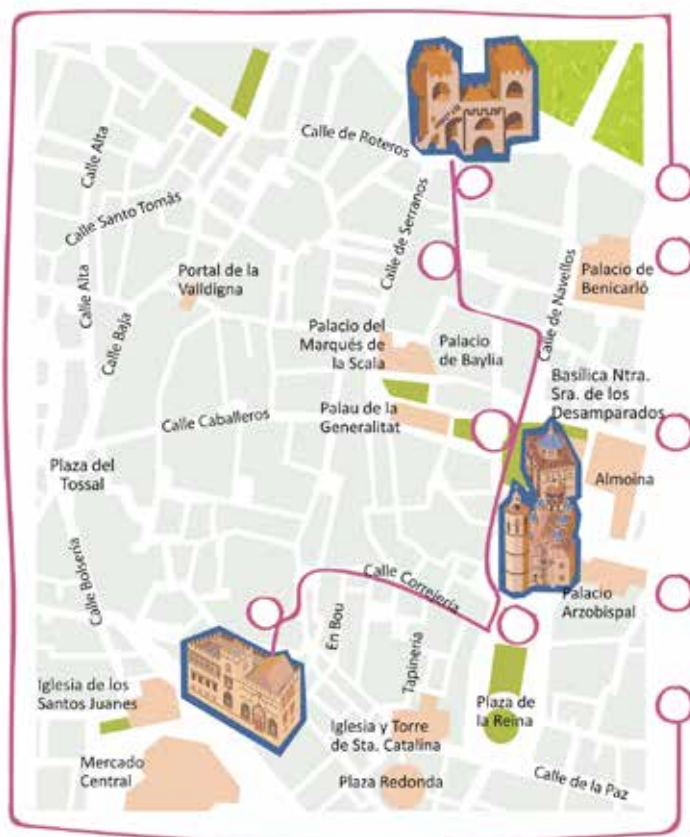 Calle de Roteros
Calle Alta
Calle Santo Tomás
Calle de Serranos
Portal de la
Valldigna
Calle Alta
Calle Baja
Calle de Navellos
Palacio de
Benicarló
Palacio del
Marqués de
la Scala
Palacio
de Baylia
Basílica Ntra.
Sra. de los
Desamparados
Calle Caballeros
Palau de la
Generalitat
Plaza del
Tossal
Almoina
Calle Bolsería
Calle Correjería
Palacio
Arzobispal
En Bou
Tapinería
Iglesia de los
Santos Juanes
Plaza de
la Reina
Iglesia y Torre
de Sta. Catalina
Mercado
Central
Plaza Redonda
Calle de la Paz